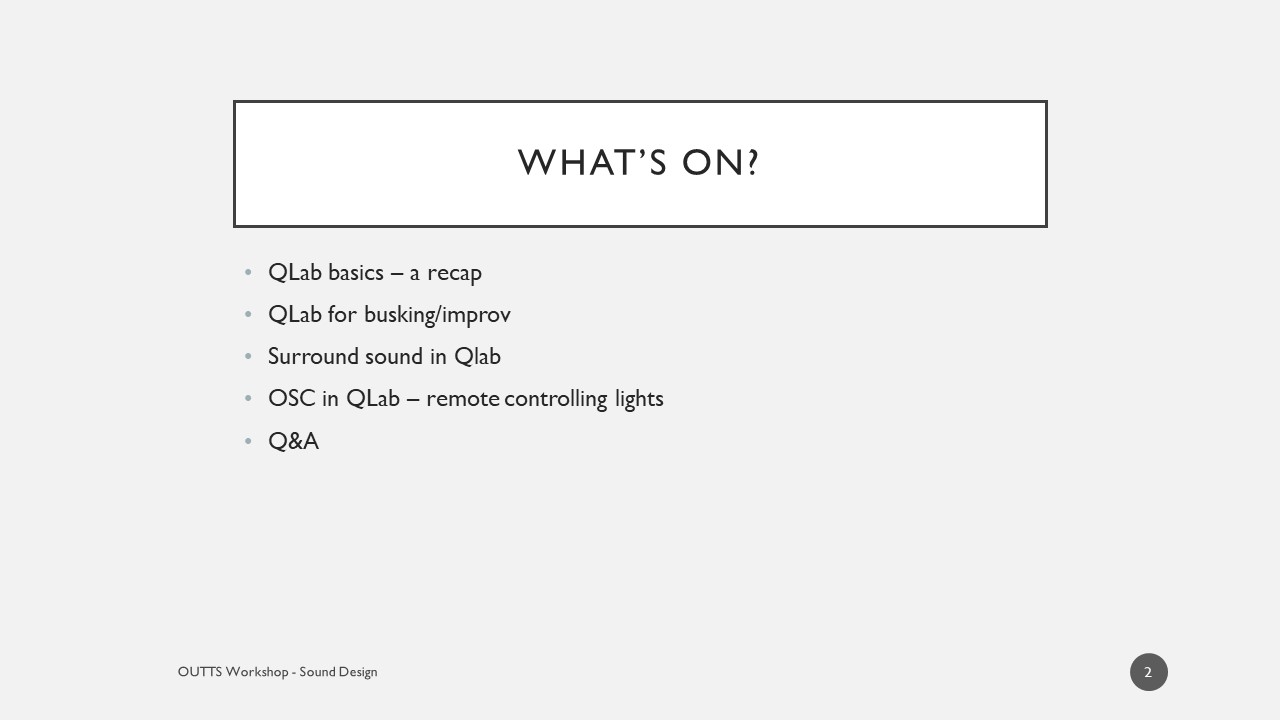 WHAT’S ON?
• QLab basics – a recap
• QLab for busking/improv
• Surround sound in Qlab
• OSC in QLab – remote controlling lights
• Q&A
OUTTS Workshop - Sound Design
2